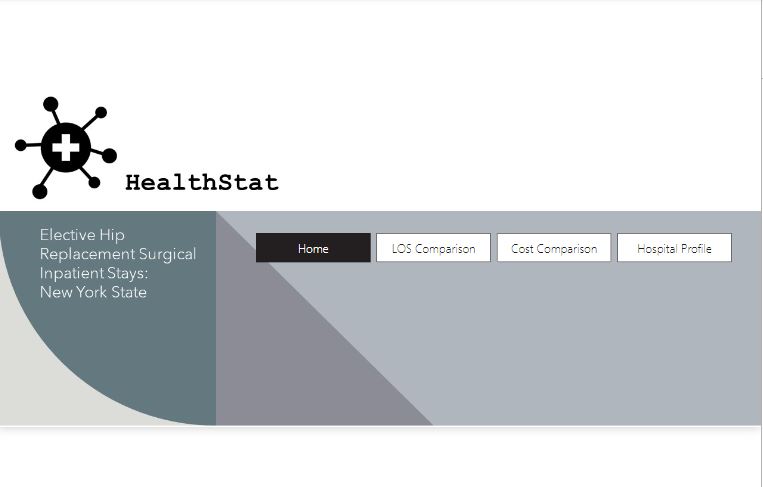 HealthStat
Elective Hip
Replacement Surgical
Inpatient Stays:
New York State
Home
LOS Comparison
Cost Comparison
Hospital Profile